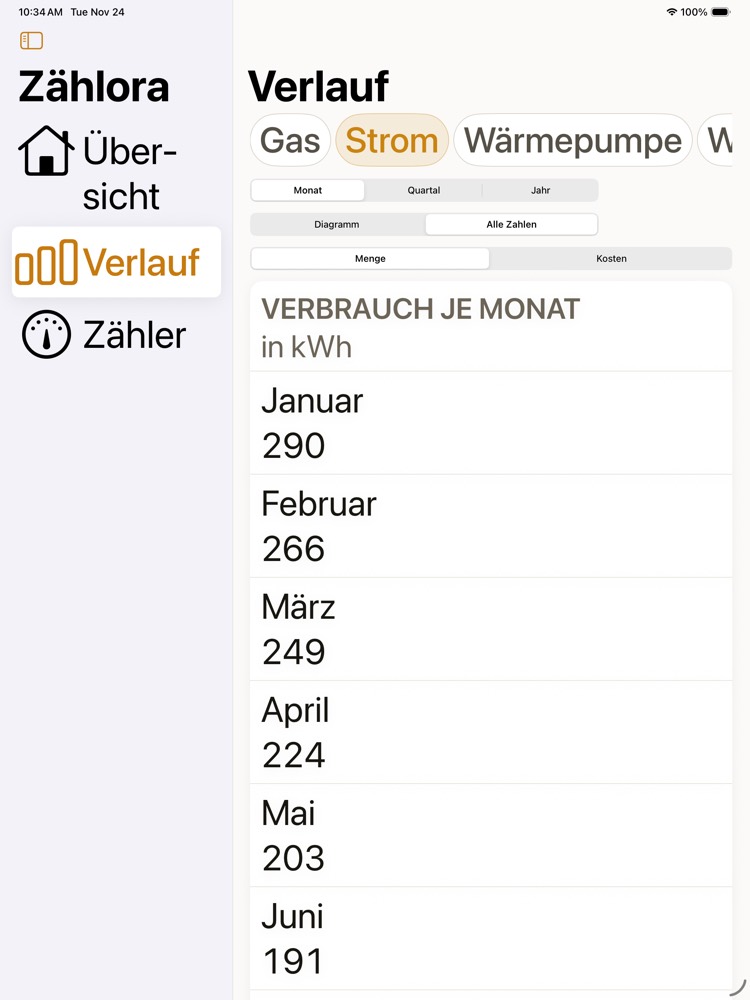 10:34 AM Tue Nov 24
100%
Zählora
Über-
sicht
Verlauf
Zähler
Verlauf
Gas Strom Wärmepumpe
Monat Quartal Jahr
Diagramm Alle Zahlen
Menge Kosten
VERBRAUCH JE MONAT
in kWh
Januar
290
Februar
266
März
249
April
224
Mai
203
Juni
191